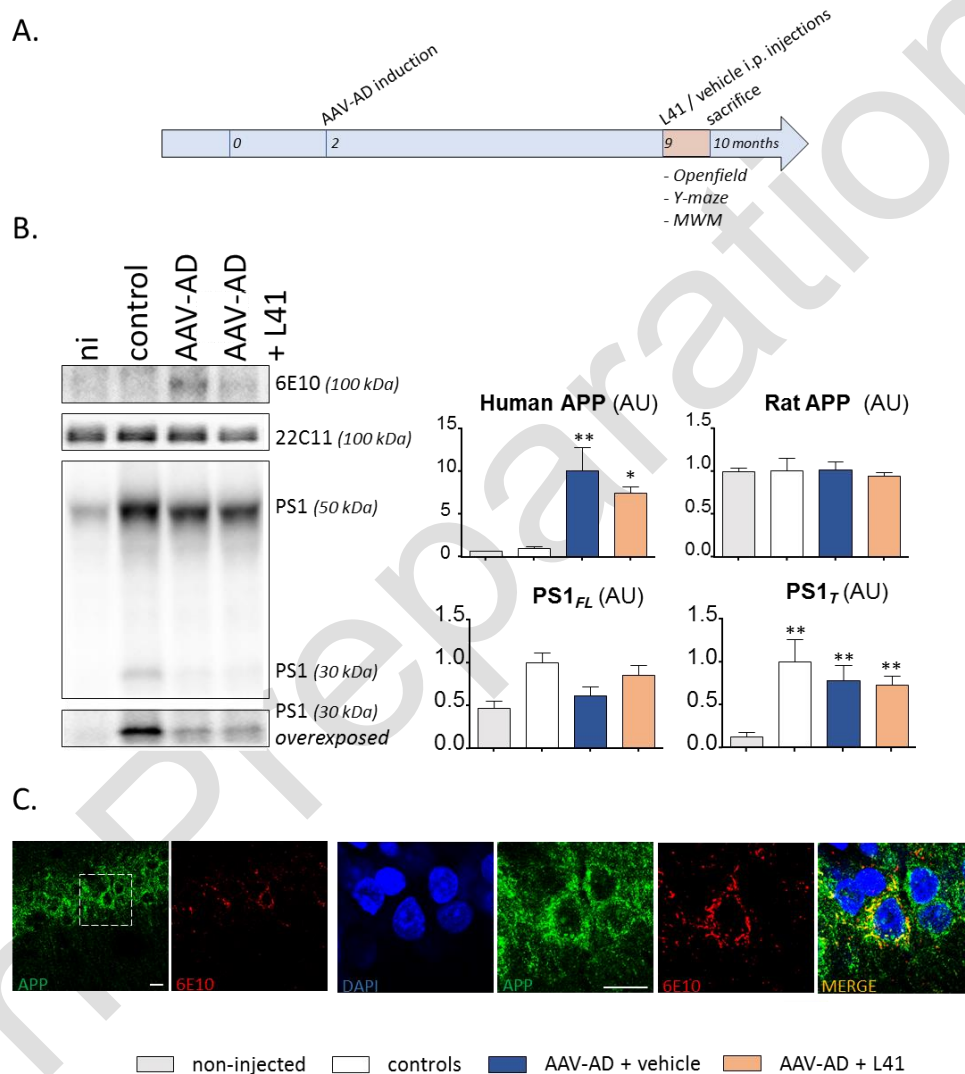 A.
AAV-AD induction
L41 / vehicle i.p. injections
sacrifice
0
2
9
10 months
- Openfield
- Y-maze
- MWM
B.
ni
control
AAV-AD
AAV-AD
+ L41
6E10 (100 kDa)
22C11 (100 kDa)
PS1 (50 kDa)
PS1 (30 kDa)
PS1 (30 kDa)
overexposed
Human APP (AU)
15
10
5
0
**
*
Rat APP (AU)
1.5
1.0
0.5
0.0
PS1FL (AU)
1.5
1.0
0.5
0.0
PS1T (AU)
1.5
1.0
0.5
0.0
**
**
**
C.
APP
6E10
DAPI
APP
6E10
MERGE
non-injected
controls
AAV-AD + vehicle
AAV-AD + L41
Preparation